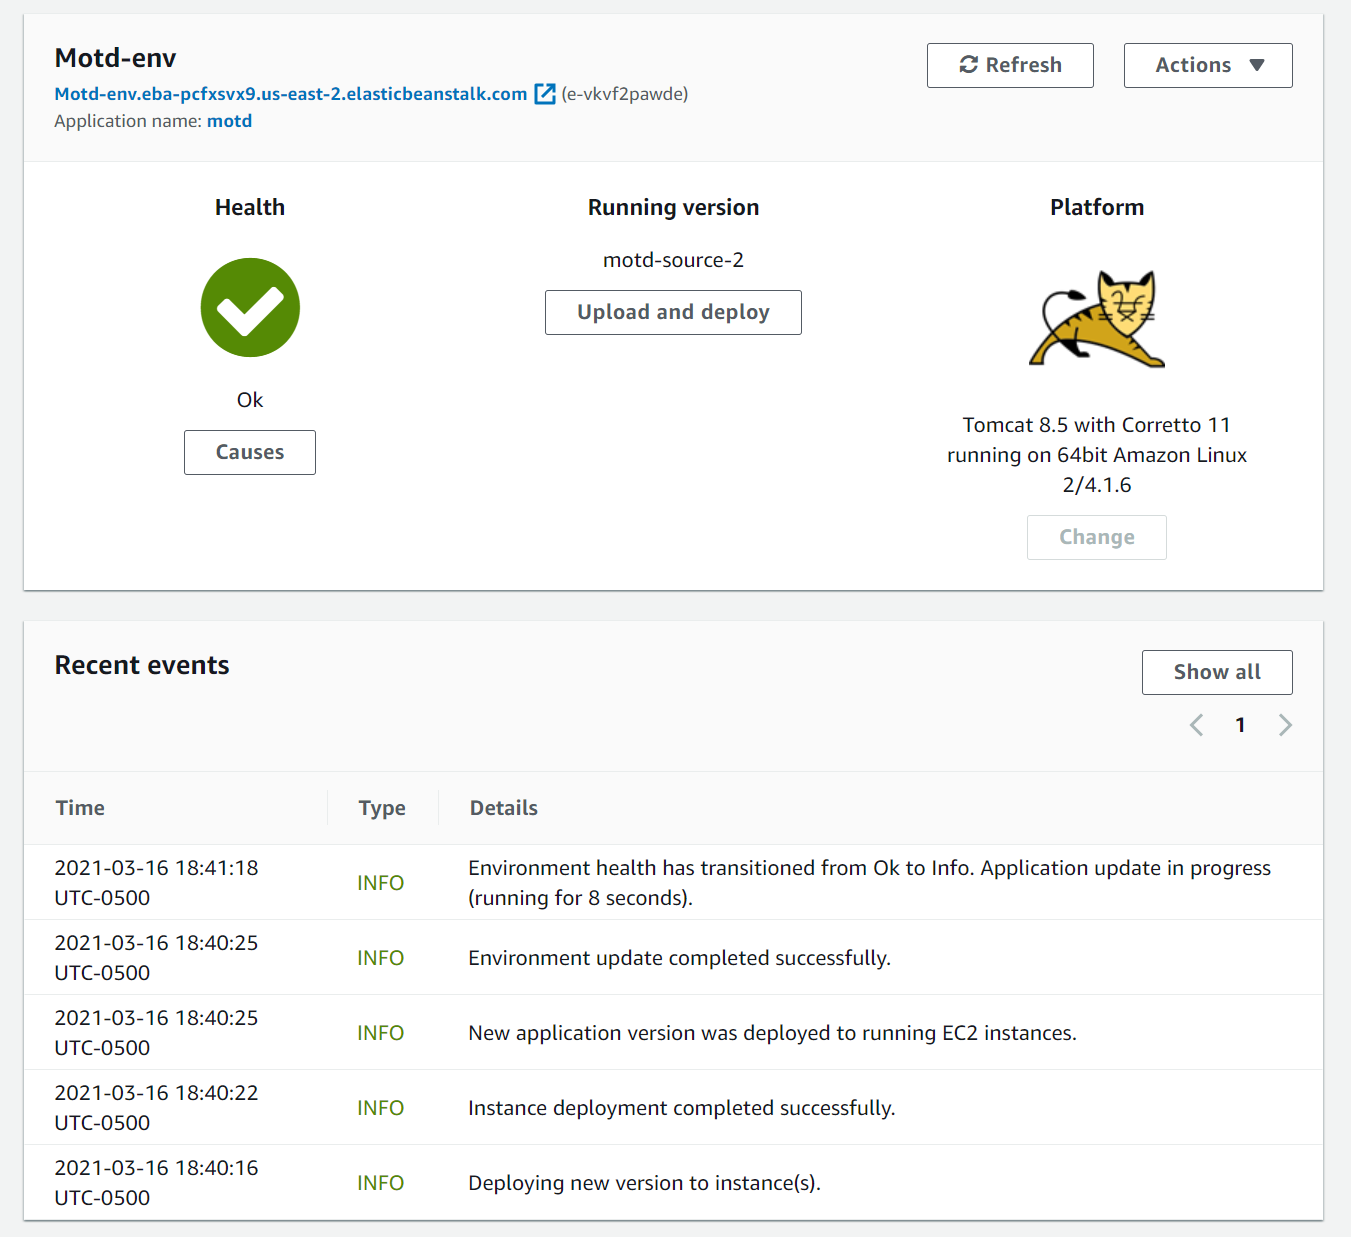 Motd-env
Refresh
Actions
Motd-env.eba-pcfxsvx9.us-east-2.elasticbeanstalk.com (e-vkvf2pawde)
Application name: motd
Health
Running version
Platform
motd-source-2
Upload and deploy
Ok
Causes
Tomcat 8.5 with Corretto 11
running on 64bit Amazon Linux
2/4.1.6
Change
Recent events
Show all
1
Time Type Details
2021-03-16 18:41:18
UTC-0500
INFO
Environment health has transitioned from Ok to Info. Application update in progress
(running for 8 seconds).
2021-03-16 18:40:25
UTC-0500
INFO
Environment update completed successfully.
2021-03-16 18:40:25
UTC-0500
INFO
New application version was deployed to running EC2 instances.
2021-03-16 18:40:22
UTC-0500
INFO
Instance deployment completed successfully.
2021-03-16 18:40:16
UTC-0500
INFO
Deploying new version to instance(s).